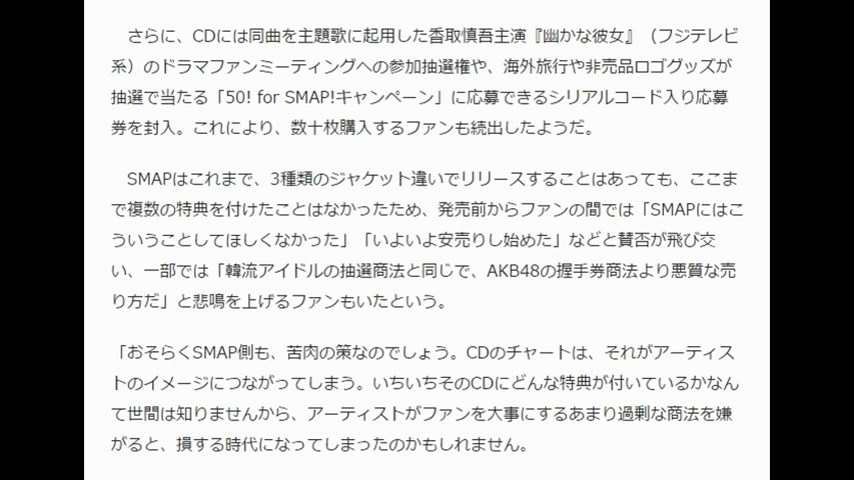 さらに、CDには同曲を主題歌に起用した香取慎吾主演『幽かな彼女』（フジテレビ
系）のドラマファンミーティングへの参加抽選権や、海外旅行や非売品ロゴグッズが
抽選で当たる「50! for SMAP!キャンペーン」に応募できるシリアルコード入り応募
券を封入。これにより、数十枚購入するファンも続出したようだ。
SMAPはこれまで、3種類のジャケット違いでリリースすることはあっても、ここま
で複数の特典を付けたことはなかったため、発売前からファンの間では「SMAPにはこ
ういうことしてほしくなかった」「いよいよ安売りし始めた」などと賛否が飛び交
い、一部では「韓流アイドルの抽選商法と同じで、AKB48の握手券商法より悪質な売
り方だ」と悲鳴を上げるファンもいたという。
「おそらくSMAP側も、苦肉の策なのでしょう。CDのチャートは、それがアーティス
トのイメージにつながってしまう。いちいちそのCDにどんな特典が付いているかなん
て世間は知りませんから、アーティストがファンを大事にするあまり過剰な商法を嫌
がると、損する時代になってしまったのかもしれません。